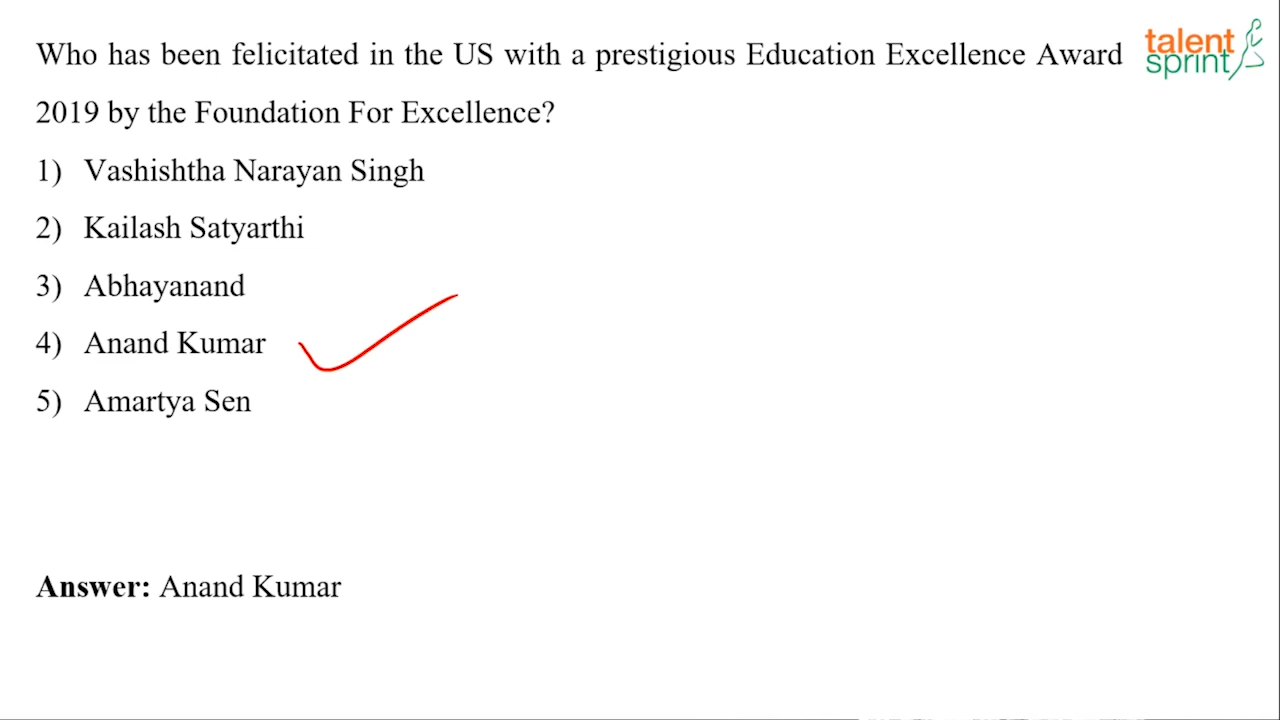 Who has been felicitated in the US with a prestigious Education Excellence Award
2019 by the Foundation For Excellence?
1) Vashishtha Narayan Singh
2) Kailash Satyarthi
3) Abhayanand
4) Anand Kumar
5) Amartya Sen
Answer: Anand Kumar
talent
sprint